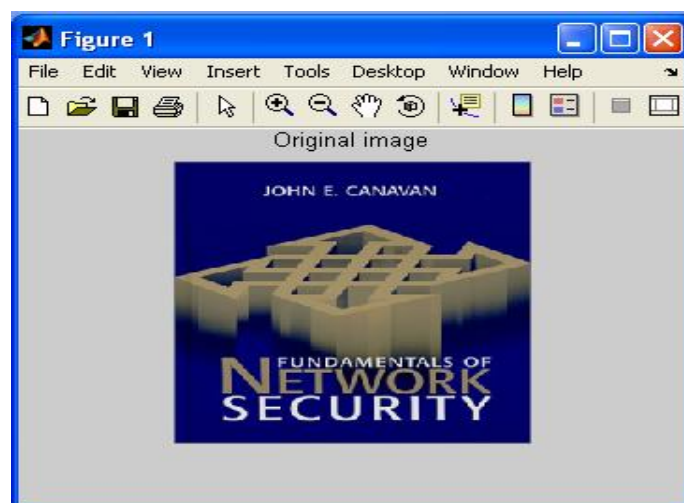 Figure 1
File Edit View Insert Tools Desktop Window Help
Original image
JOHN E. CANAVAN
FUNDAMENTALS OF
NETWORK
SECURITY